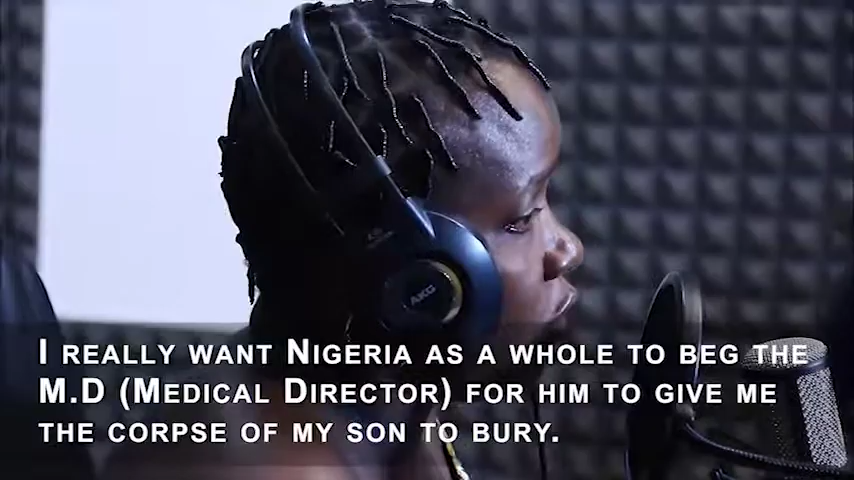 AKG
I REALLY WANT NIGERIA AS A WHOLE TO BEG THE
M.D (MEDICAL DIRECTOR) FOR HIM TO GIVE ME
THE CORPSE OF MY SON TO BURY.